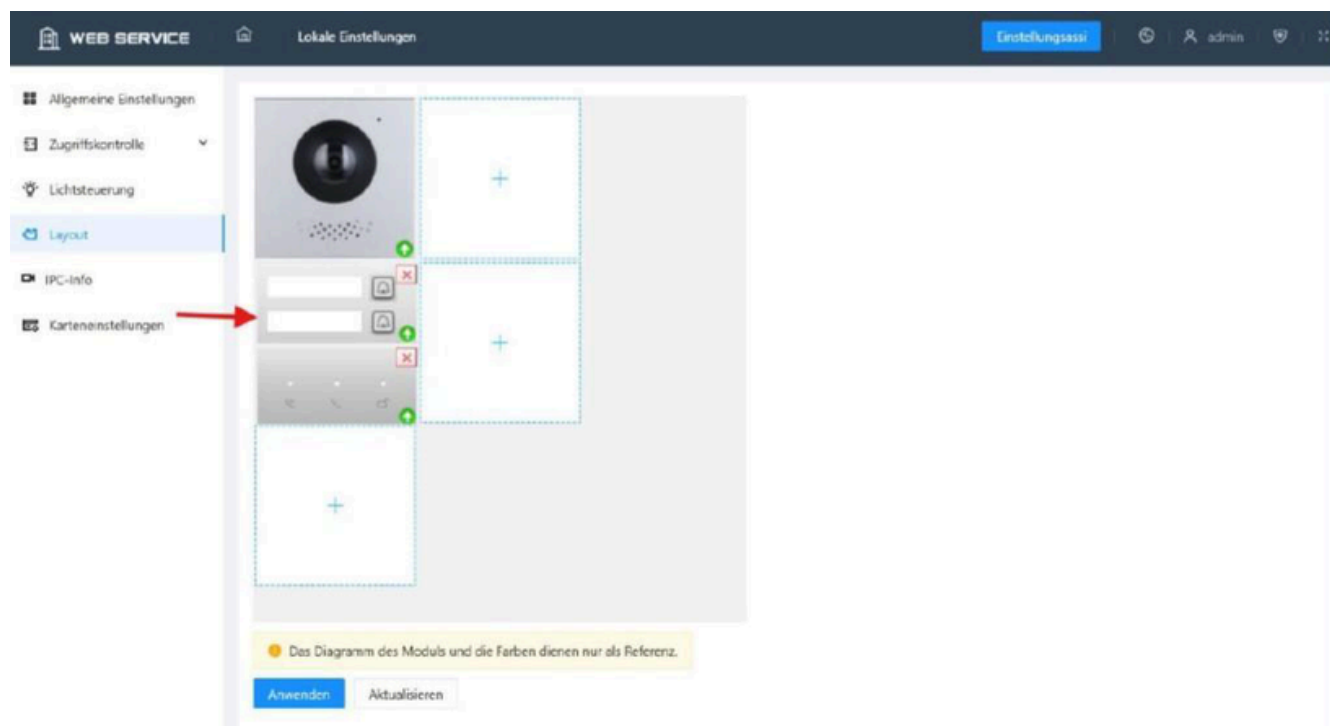 WEB SERVICE
Lokale Einstellungen
Einstellungsassi
admin
Allgemeine Einstellungen
Zugriffskontrolle
Lichtsteuerung
Layout
IPC-Info
Karteneinstellungen
Das Diagramm des Moduls und die Farben dienen nur als Referenz.
Anwenden
Aktualisieren